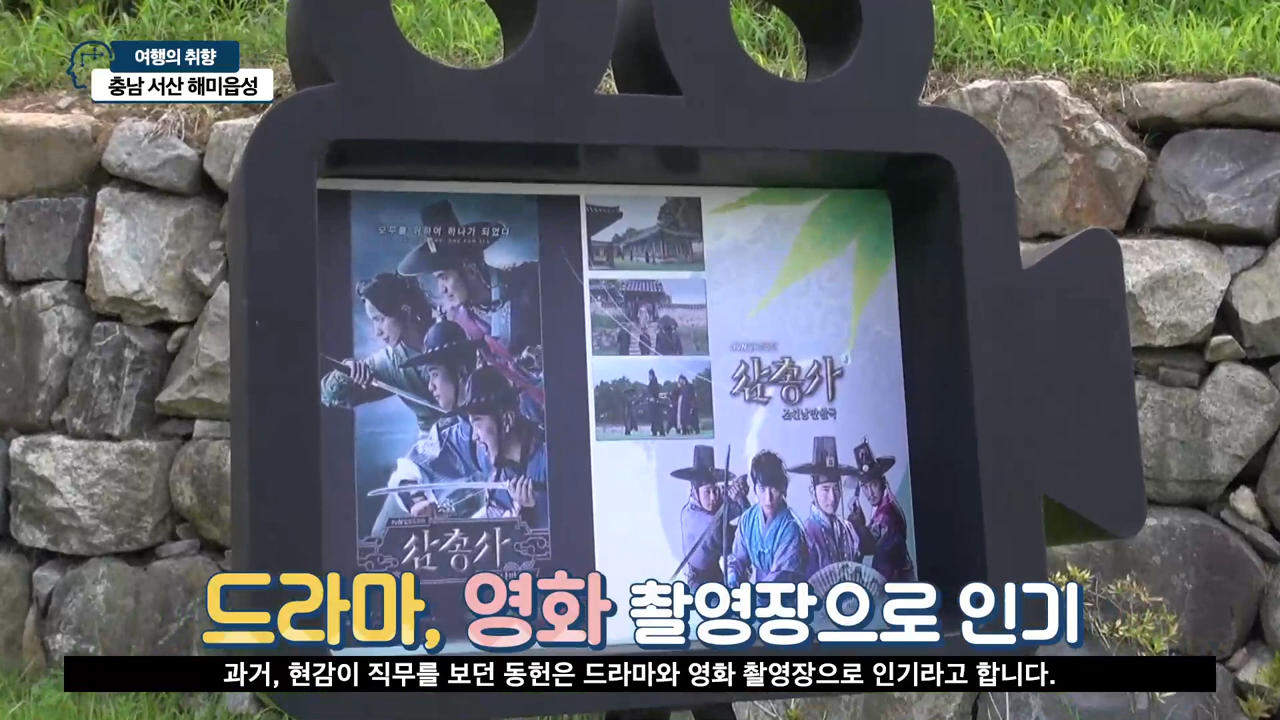 여행의 취향
충남 서산 해미읍성
모두를 위하여 하나가 되었다
삼총사
tvN
삼총사
드라마, 영화 촬영장으로 인기
과거, 현감이 직무를 보던 동헌은 드라마와 영화 촬영장으로 인기라고 합니다.